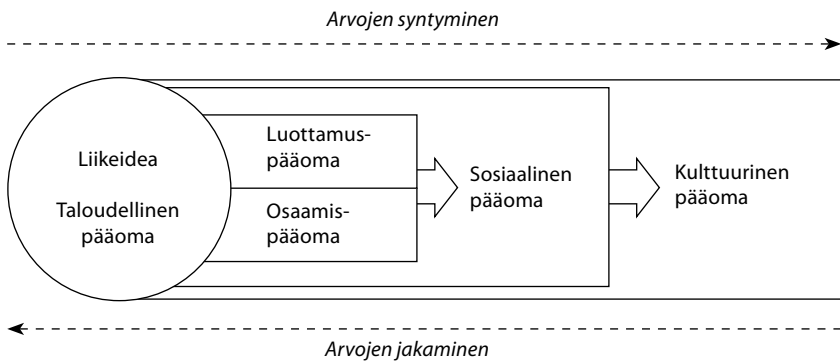 Arvojen syntyminen
Liikeidea
Taloudellinen
pääoma
Luottamus-
pääoma
Osaamis-
pääoma
Sosiaalinen
pääoma
Kulttuurinen
pääoma
Arvojen jakaminen